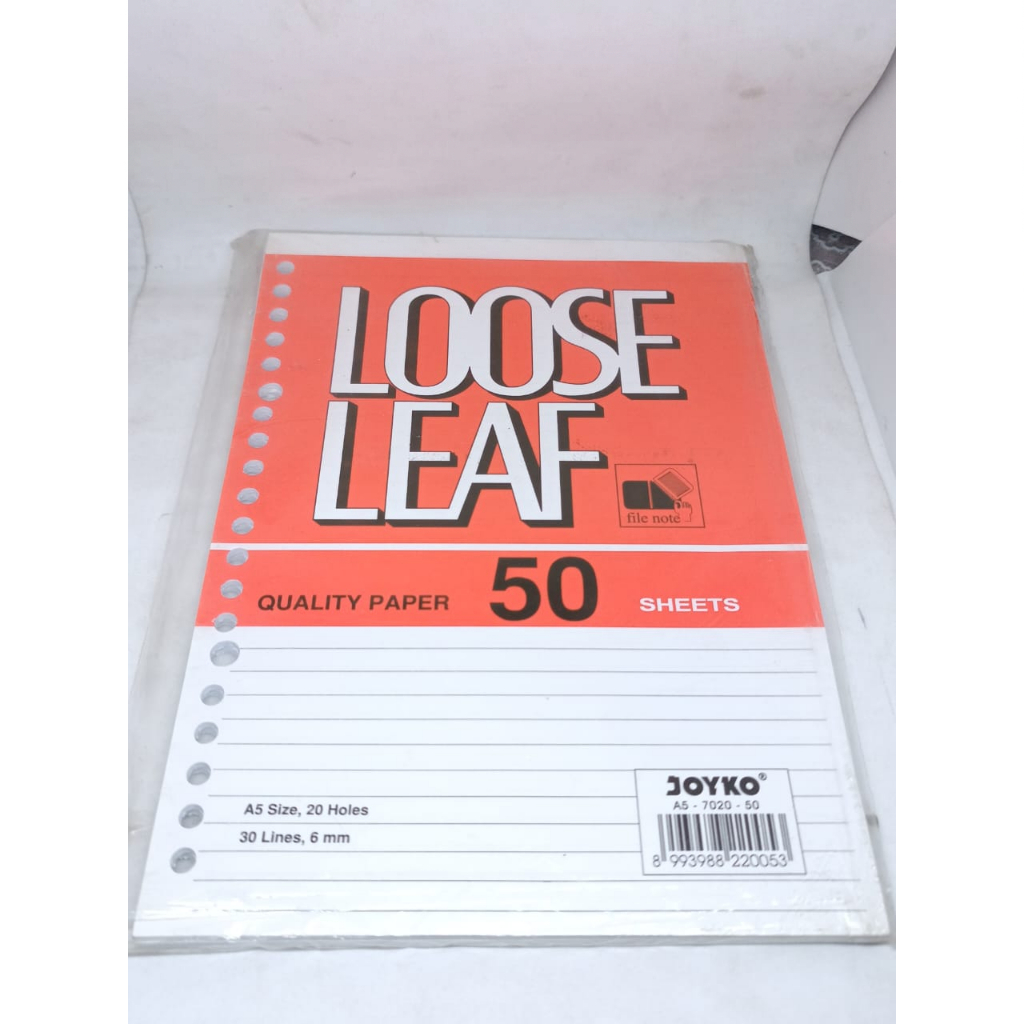 LOOSE
LEAF
file note
QUALITY PAPER 50 SHEETS
A5 Size, 20 Holes
30 Lines, 6 mm
JOYKO®
A5 - 7020 - 50
8 993988 220053